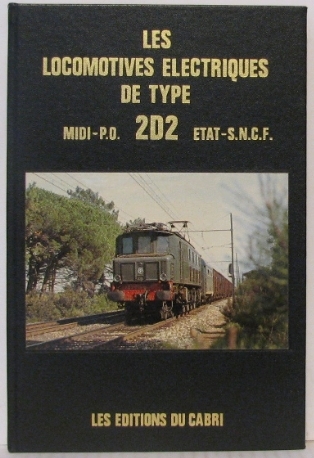 LES
LOCOMOTIVES ELECTRIQUES
DE TYPE
MIDI-P.O. 2D2 ETAT-S.N.C.F.
LES EDITIONS DU CABRI